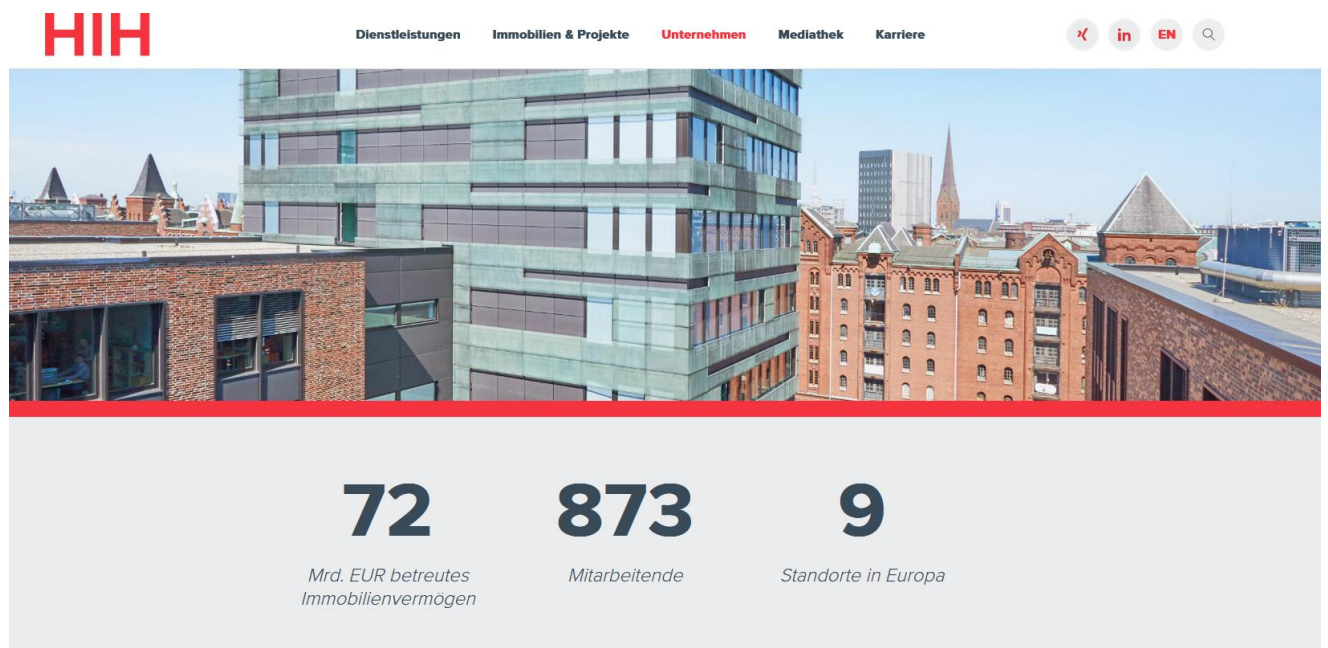 HIH
Dienstleistungen Immobilien & Projekte Unternehmen Mediathek Karriere
in EN
72 873 9
Mrd. EUR betreutes Mitarbeitende Standorte in Europa
Immobilienvermögen